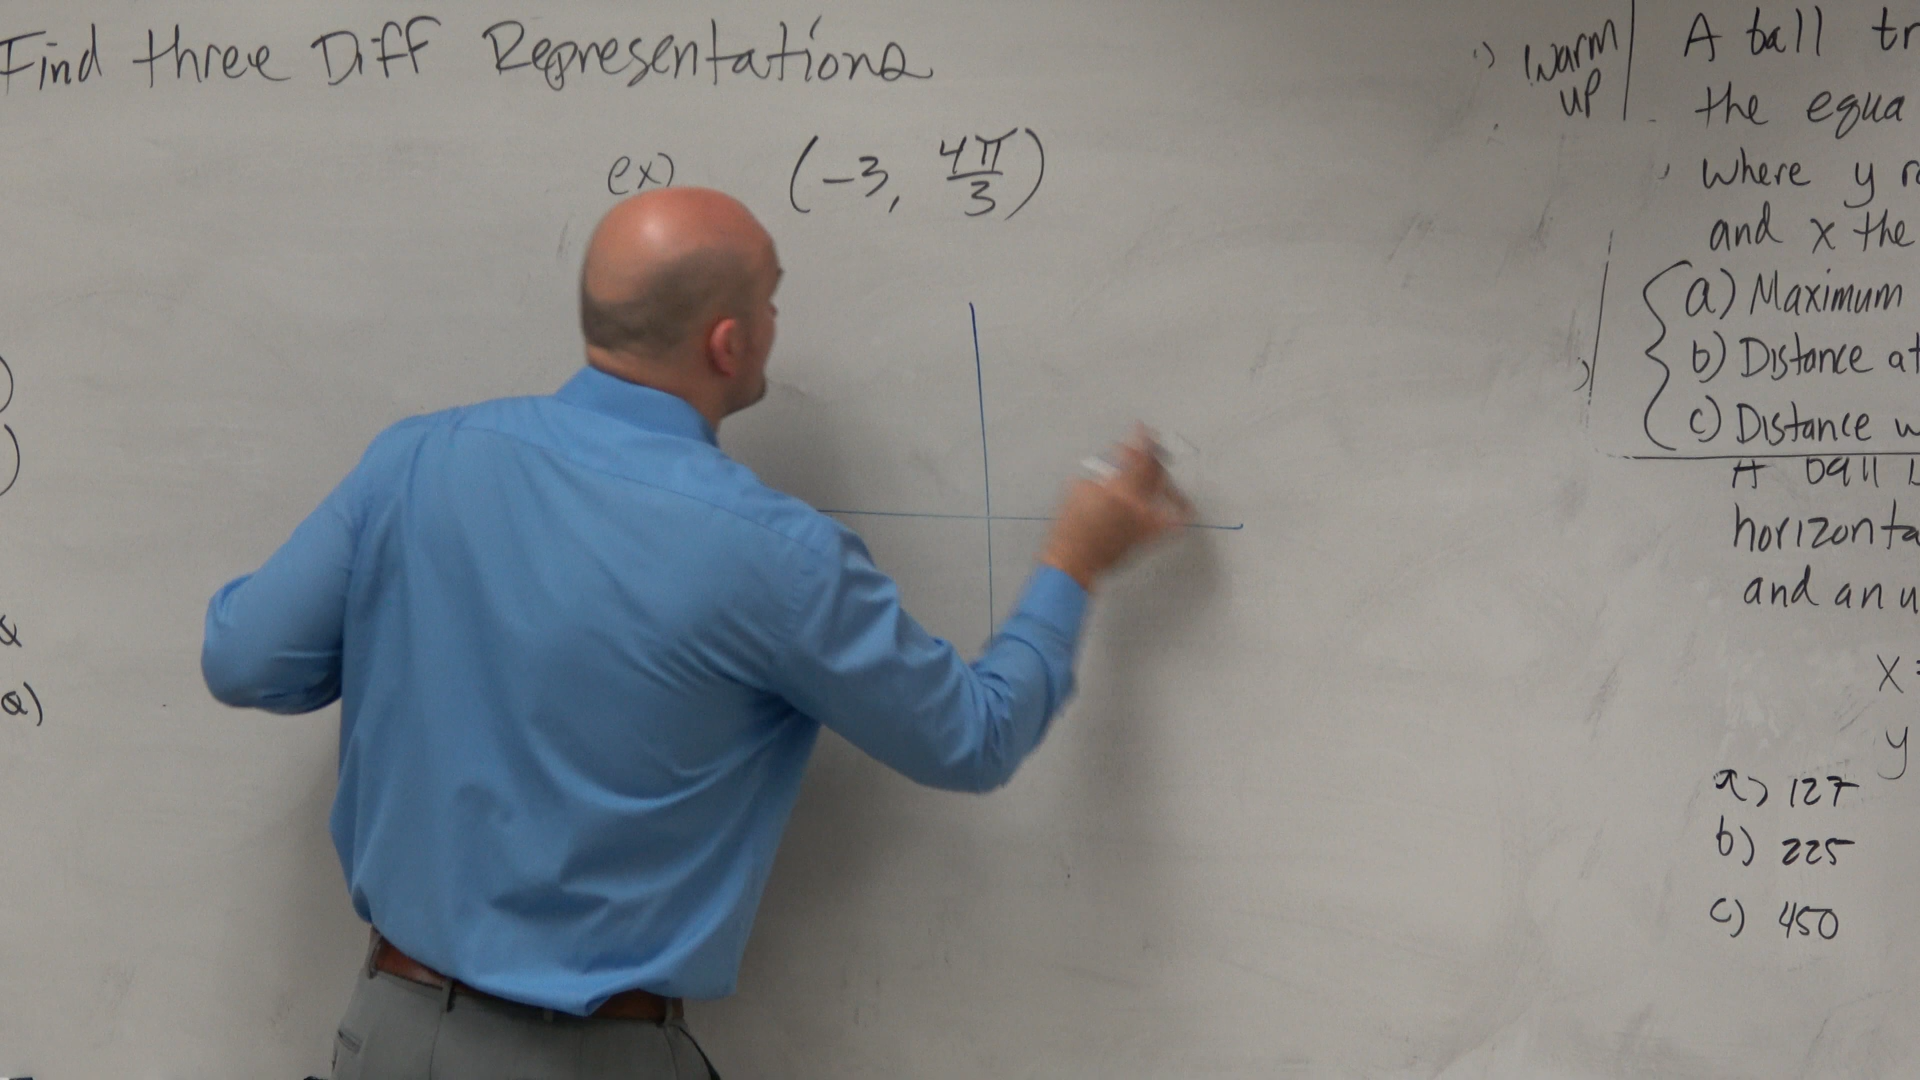 Find three Diff Representations
ex) (-3, 4π/3)
1) Warm up
A ball tr
the equa
where y r
and x the
a) Maximum
b) Distance at
c) Distance w
A ball
horizonta
and an u
x =
y
a) 127
b) 225
c) 450
)
)
a)